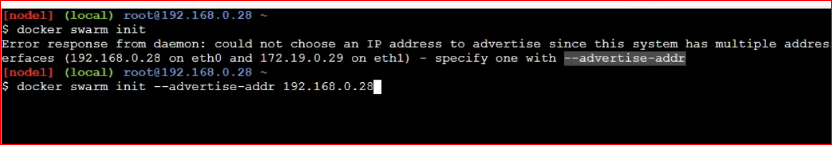 [node1] (local) root@192.168.0.28 ~
$ docker swarm init
Error response from daemon: could not choose an IP address to advertise since this system has multiple addres
erfaces (192.168.0.28 on eth0 and 172.19.0.29 on eth1) - specify one with --advertise-addr
[node1] (local) root@192.168.0.28 ~
$ docker swarm init --advertise-addr 192.168.0.28